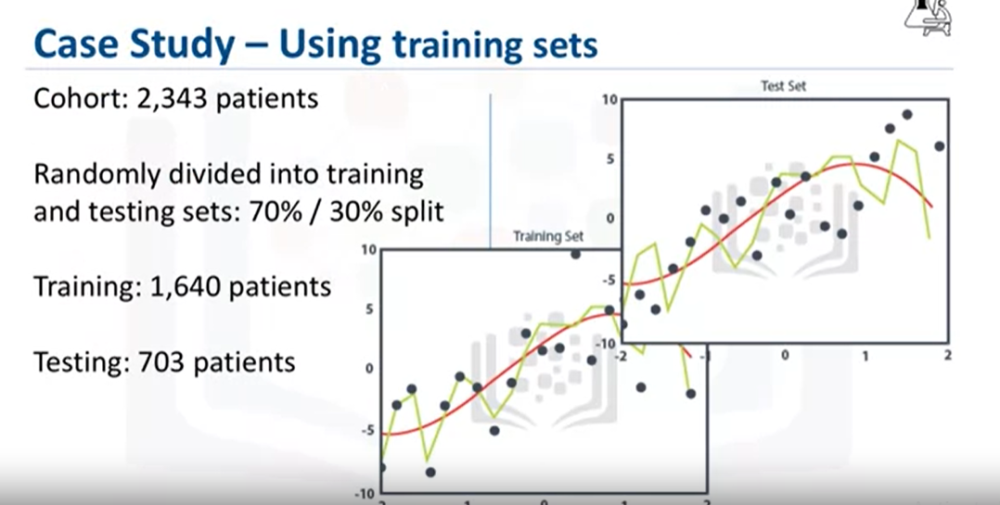 Case Study – Using training sets
Cohort: 2,343 patients
Randomly divided into training
and testing sets: 70% / 30% split
Training: 1,640 patients
Testing: 703 patients
Training Set
10
5
0
-5
-10
Test Set
10
5
0
-5
-10
-2
-1
0
1
2